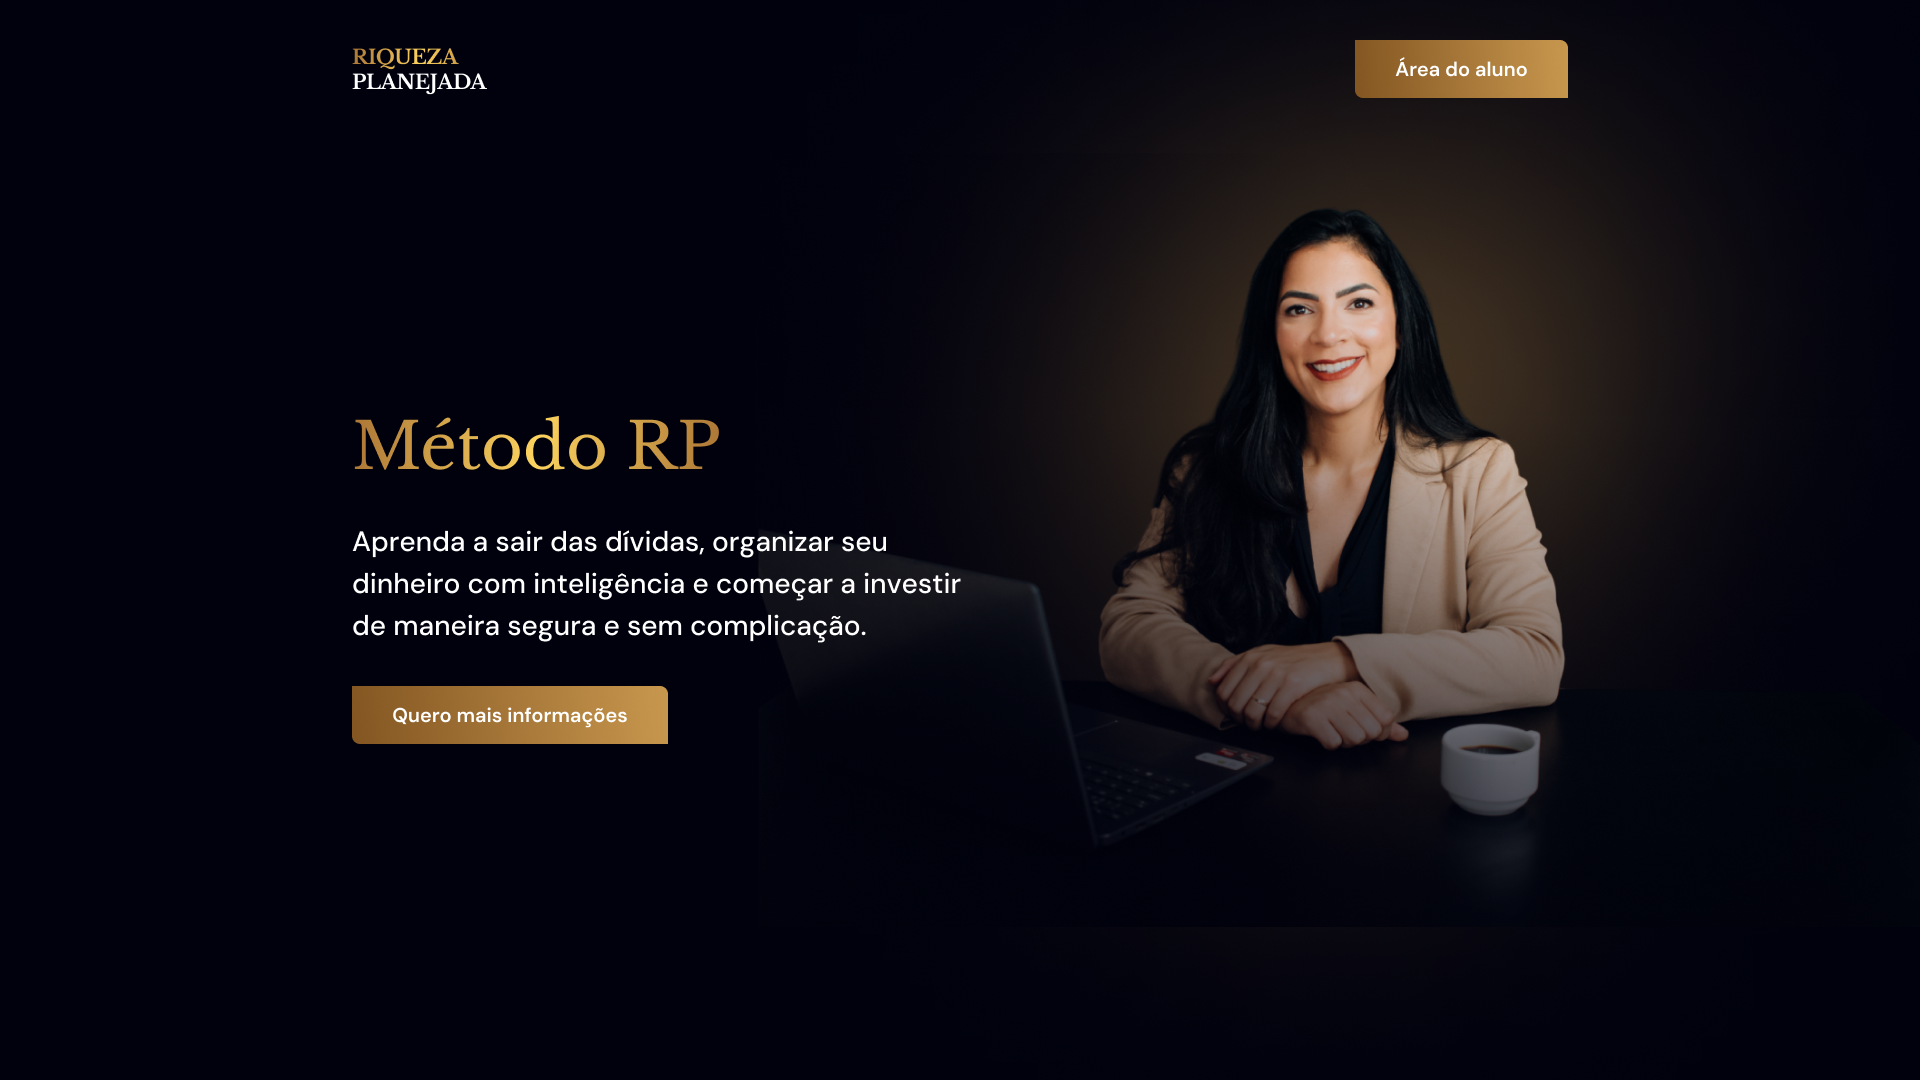 RIQUEZA
PLANEJADA
Área do aluno
Método RP
Aprenda a sair das dívidas, organizar seu
dinheiro com inteligência e começar a investir
de maneira segura e sem complicação.
Quero mais informações